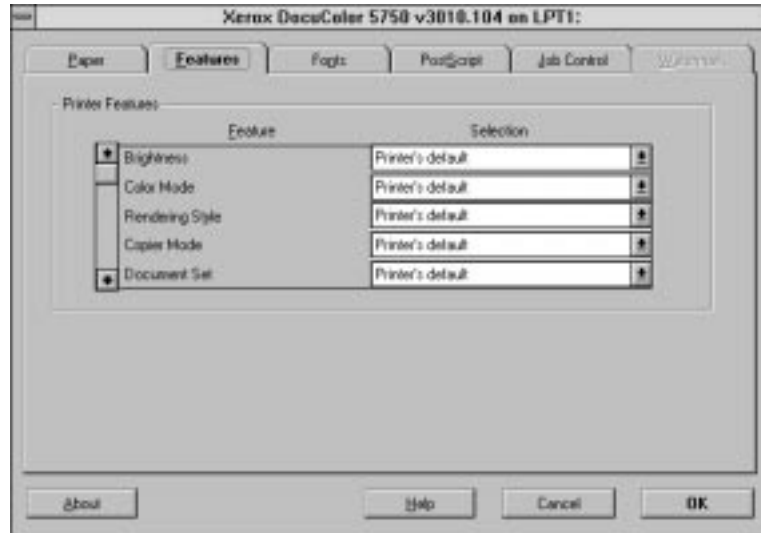 Xerox DocuColor 5750 v3010.104 on LPT1:
Paper Features Fonts PostScript Job Control Watermark
Printer Features
Feature Selection
Brightness Printer's default
Color Mode Printer's default
Rendering Style Printer's default
Copier Mode Printer's default
Document Set Printer's default
About Help Cancel OK